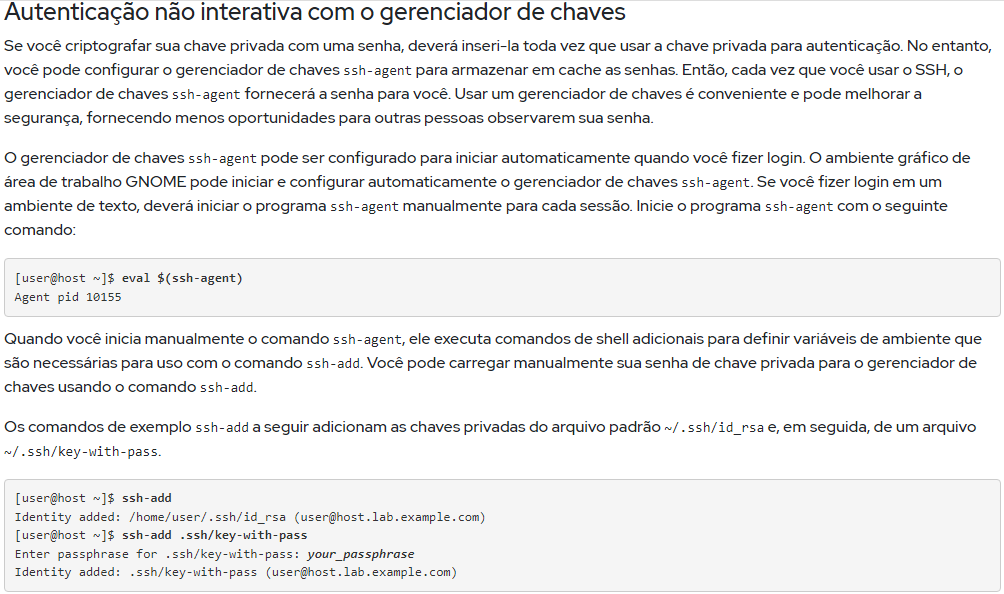 Autenticação não interativa com o gerenciador de chaves
Se você criptografar sua chave privada com uma senha, deverá inseri-la toda vez que usar a chave privada para autenticação. No entanto,
você pode configurar o gerenciador de chaves ssh-agent para armazenar em cache as senhas. Então, cada vez que você usar o SSH, o
gerenciador de chaves ssh-agent fornecerá a senha para você. Usar um gerenciador de chaves é conveniente e pode melhorar a
segurança, fornecendo menos oportunidades para outras pessoas observarem sua senha.
O gerenciador de chaves ssh-agent pode ser configurado para iniciar automaticamente quando você fizer login. O ambiente gráfico de
área de trabalho GNOME pode iniciar e configurar automaticamente o gerenciador de chaves ssh-agent. Se você fizer login em um
ambiente de texto, deverá iniciar o programa ssh-agent manualmente para cada sessão. Inicie o programa ssh-agent com o seguinte
comando:
[user@host ~]$ eval $(ssh-agent)
Agent pid 10155
Quando você inicia manualmente o comando ssh-agent, ele executa comandos de shell adicionais para definir variáveis de ambiente que
são necessárias para uso com o comando ssh-add. Você pode carregar manualmente sua senha de chave privada para o gerenciador de
chaves usando o comando ssh-add.
Os comandos de exemplo ssh-add a seguir adicionam as chaves privadas do arquivo padrão ~/.ssh/id_rsa e, em seguida, de um arquivo
~/.ssh/key-with-pass.
[user@host ~]$ ssh-add
Identity added: /home/user/.ssh/id_rsa (user@host.lab.example.com)
[user@host ~]$ ssh-add .ssh/key-with-pass
Enter passphrase for .ssh/key-with-pass: your_passphrase
Identity added: .ssh/key-with-pass (user@host.lab.example.com)